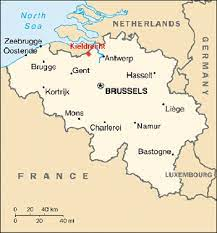 North
Sea
NETHERLANDS
GERMANY
Zeebrugge
Oostende
Kieldrecht
Antwerp
Brugge
Gent
Hasselt
BRUSSELS
Kortrijk
Liège
Mons
Charleroi
Namur
Bastogne
FRANCE
LUXEMBOURG
0 20 40 km
0 20 40 mi